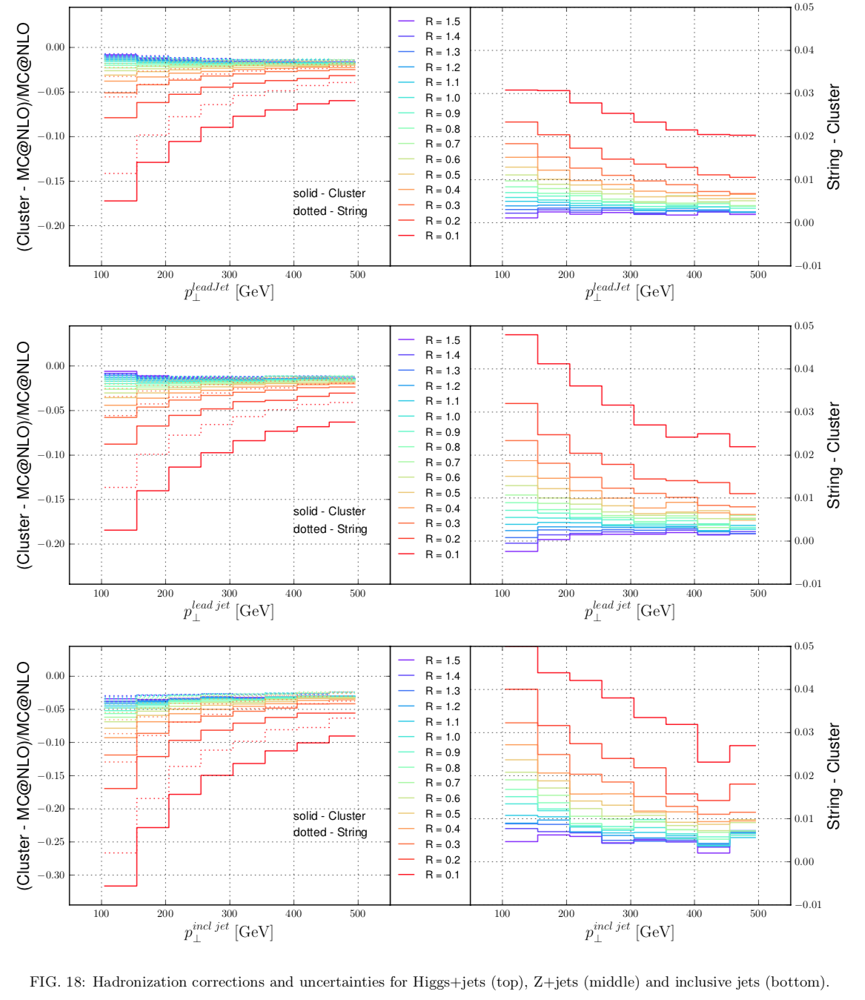 (Cluster - MC@NLO)/MC@NLO
0.00
−0.05
−0.10
−0.15
−0.20
solid - Cluster
dotted - String
100 200 300 400 500
p⊥^leadJet [GeV]
R = 1.5
R = 1.4
R = 1.3
R = 1.2
R = 1.1
R = 1.0
R = 0.9
R = 0.8
R = 0.7
R = 0.6
R = 0.5
R = 0.4
R = 0.3
R = 0.2
R = 0.1
0.05
0.04
0.03
0.02
0.01
0.00
−0.01
String - Cluster
100 200 300 400 500
p⊥^leadJet [GeV]
(Cluster - MC@NLO)/MC@NLO
0.00
−0.05
−0.10
−0.15
−0.20
solid - Cluster
dotted - String
100 200 300 400 500
p⊥^lead jet [GeV]
R = 1.5
R = 1.4
R = 1.3
R = 1.2
R = 1.1
R = 1.0
R = 0.9
R = 0.8
R = 0.7
R = 0.6
R = 0.5
R = 0.4
R = 0.3
R = 0.2
R = 0.1
0.05
0.04
0.03
0.02
0.01
0.00
−0.01
String - Cluster
100 200 300 400 500
p⊥^lead jet [GeV]
(Cluster - MC@NLO)/MC@NLO
0.00
−0.05
−0.10
−0.15
−0.20
−0.25
−0.30
solid - Cluster
dotted - String
100 200 300 400 500
p⊥^incl jet [GeV]
R = 1.5
R = 1.4
R = 1.3
R = 1.2
R = 1.1
R = 1.0
R = 0.9
R = 0.8
R = 0.7
R = 0.6
R = 0.5
R = 0.4
R = 0.3
R = 0.2
R = 0.1
0.05
0.04
0.03
0.02
0.01
0.00
−0.01
String - Cluster
100 200 300 400 500
p⊥^incl jet [GeV]
FIG. 18: Hadronization corrections and uncertainties for Higgs+jets (top), Z+jets (middle) and inclusive jets (bottom).